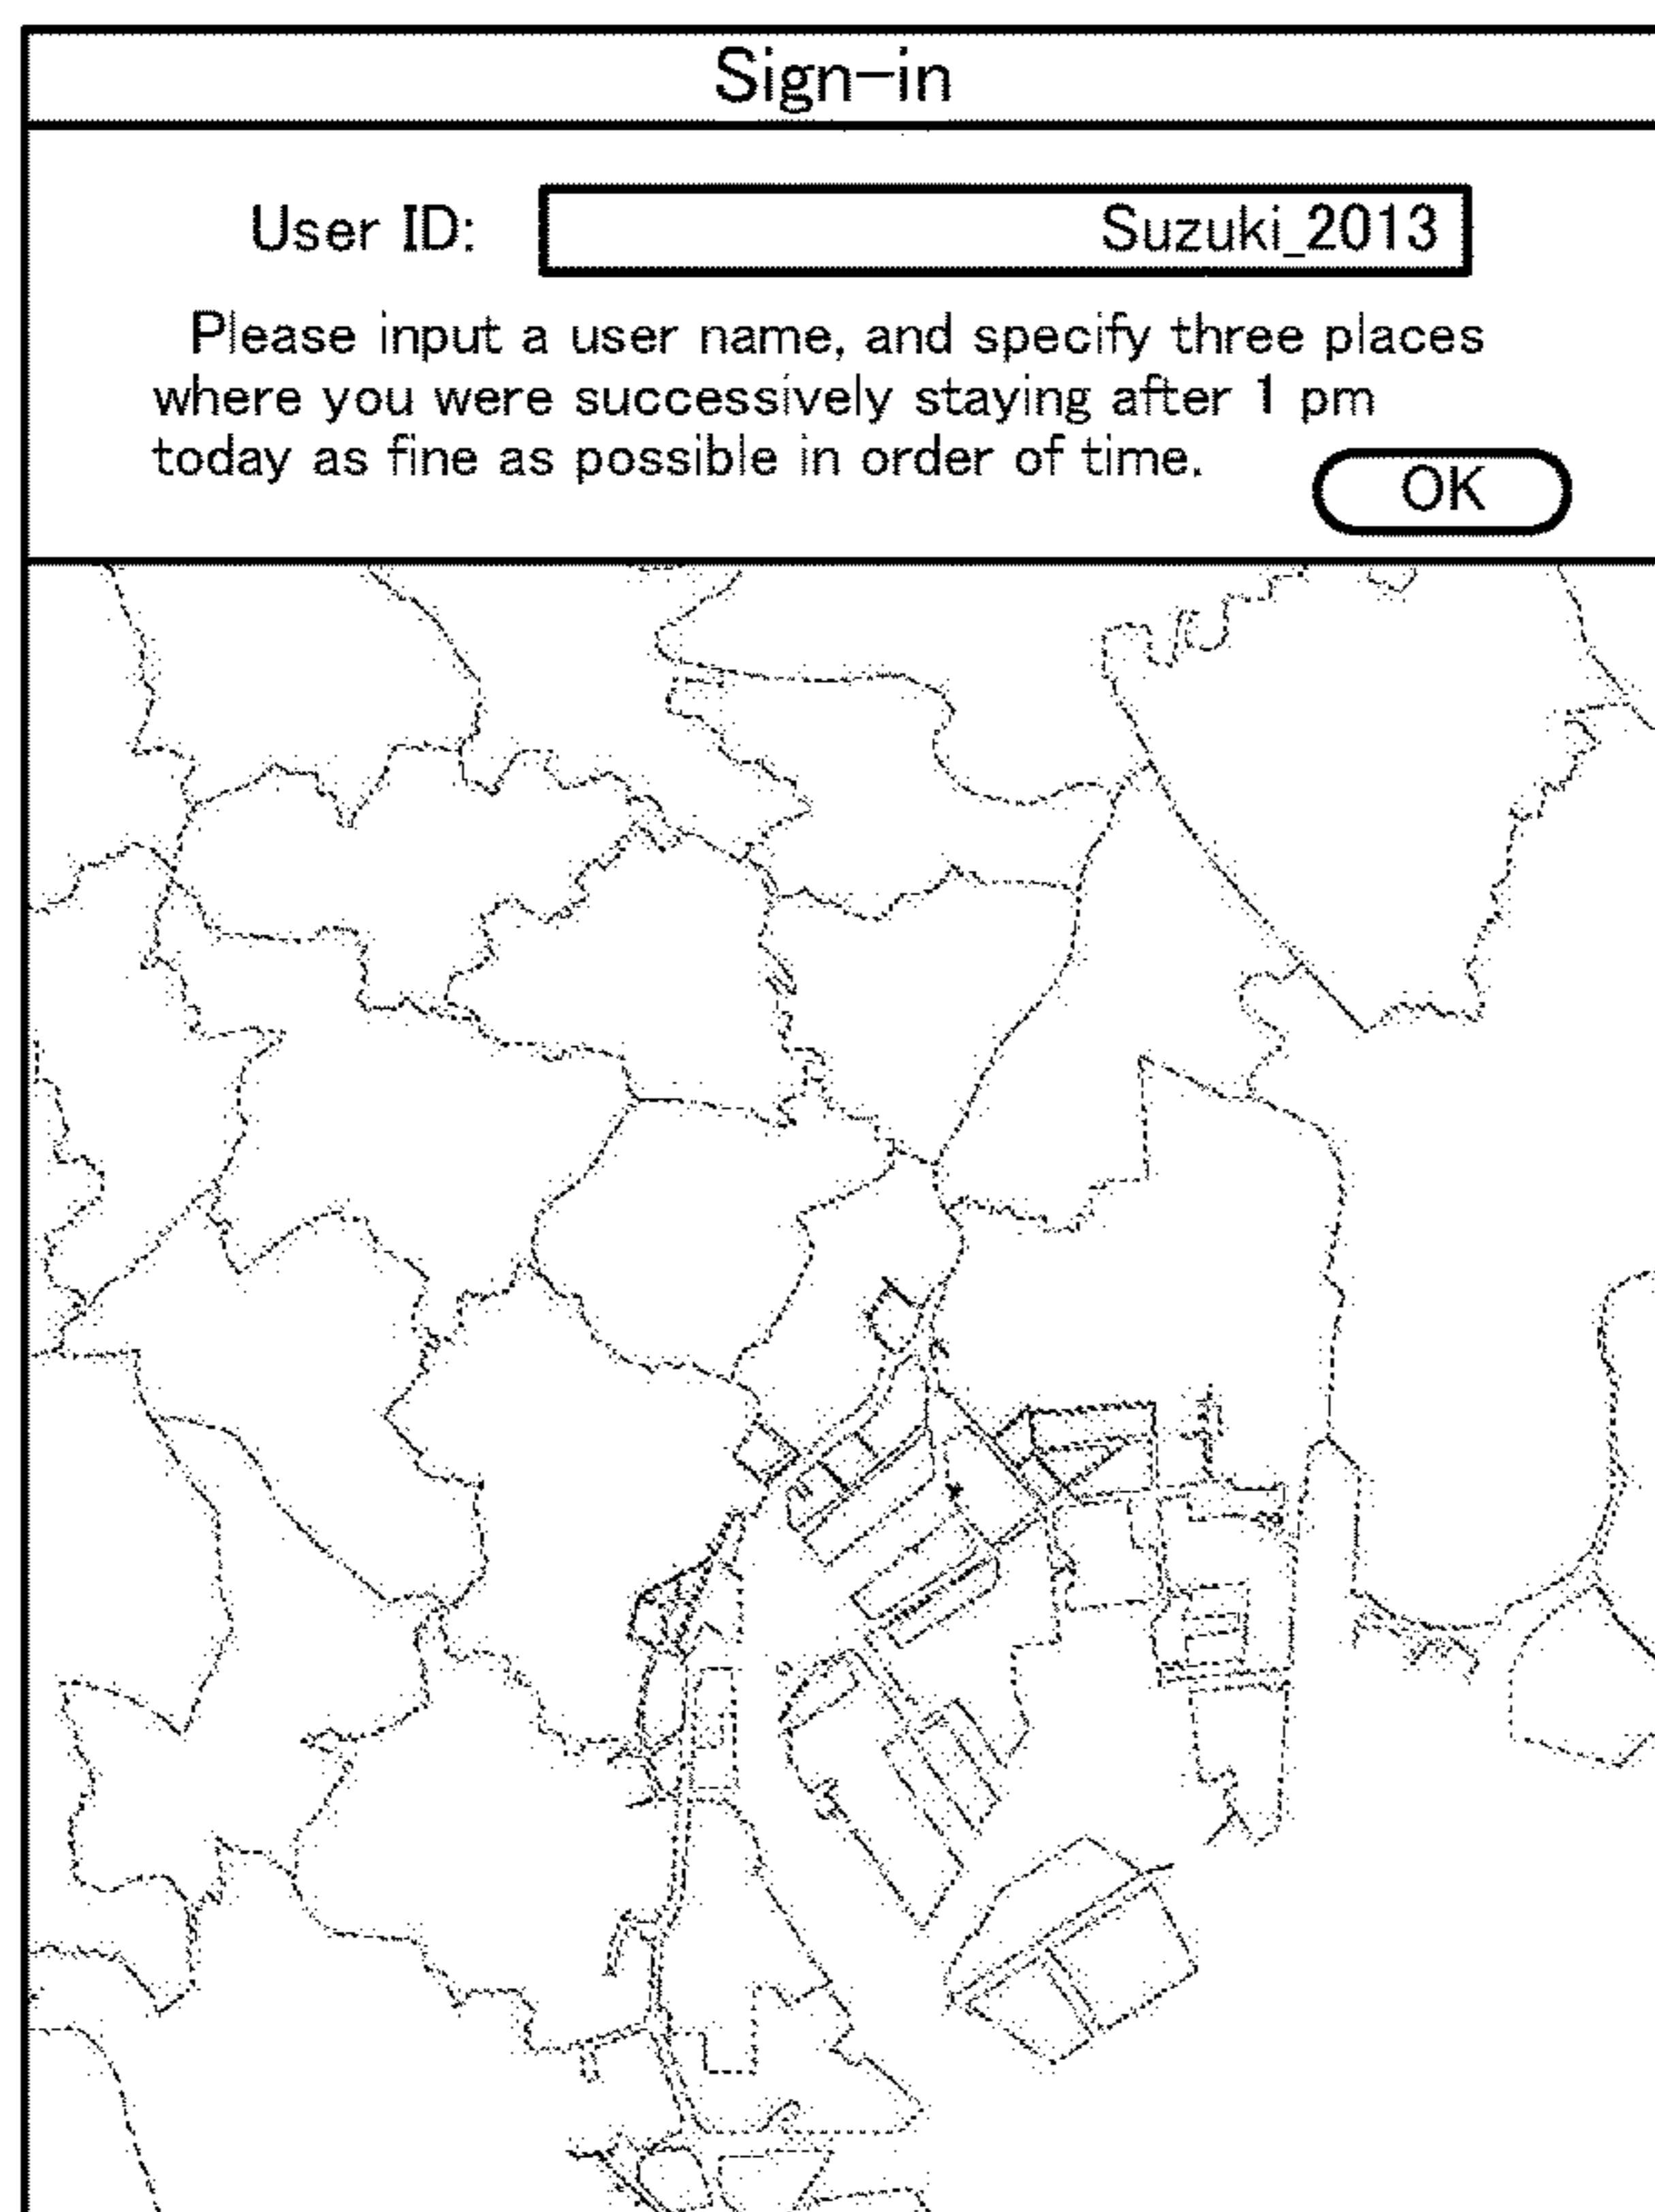 Sign-in
User ID: Suzuki_2013
Please input a user name, and specify three places
where you were successively staying after 1 pm
today as fine as possible in order of time.
OK